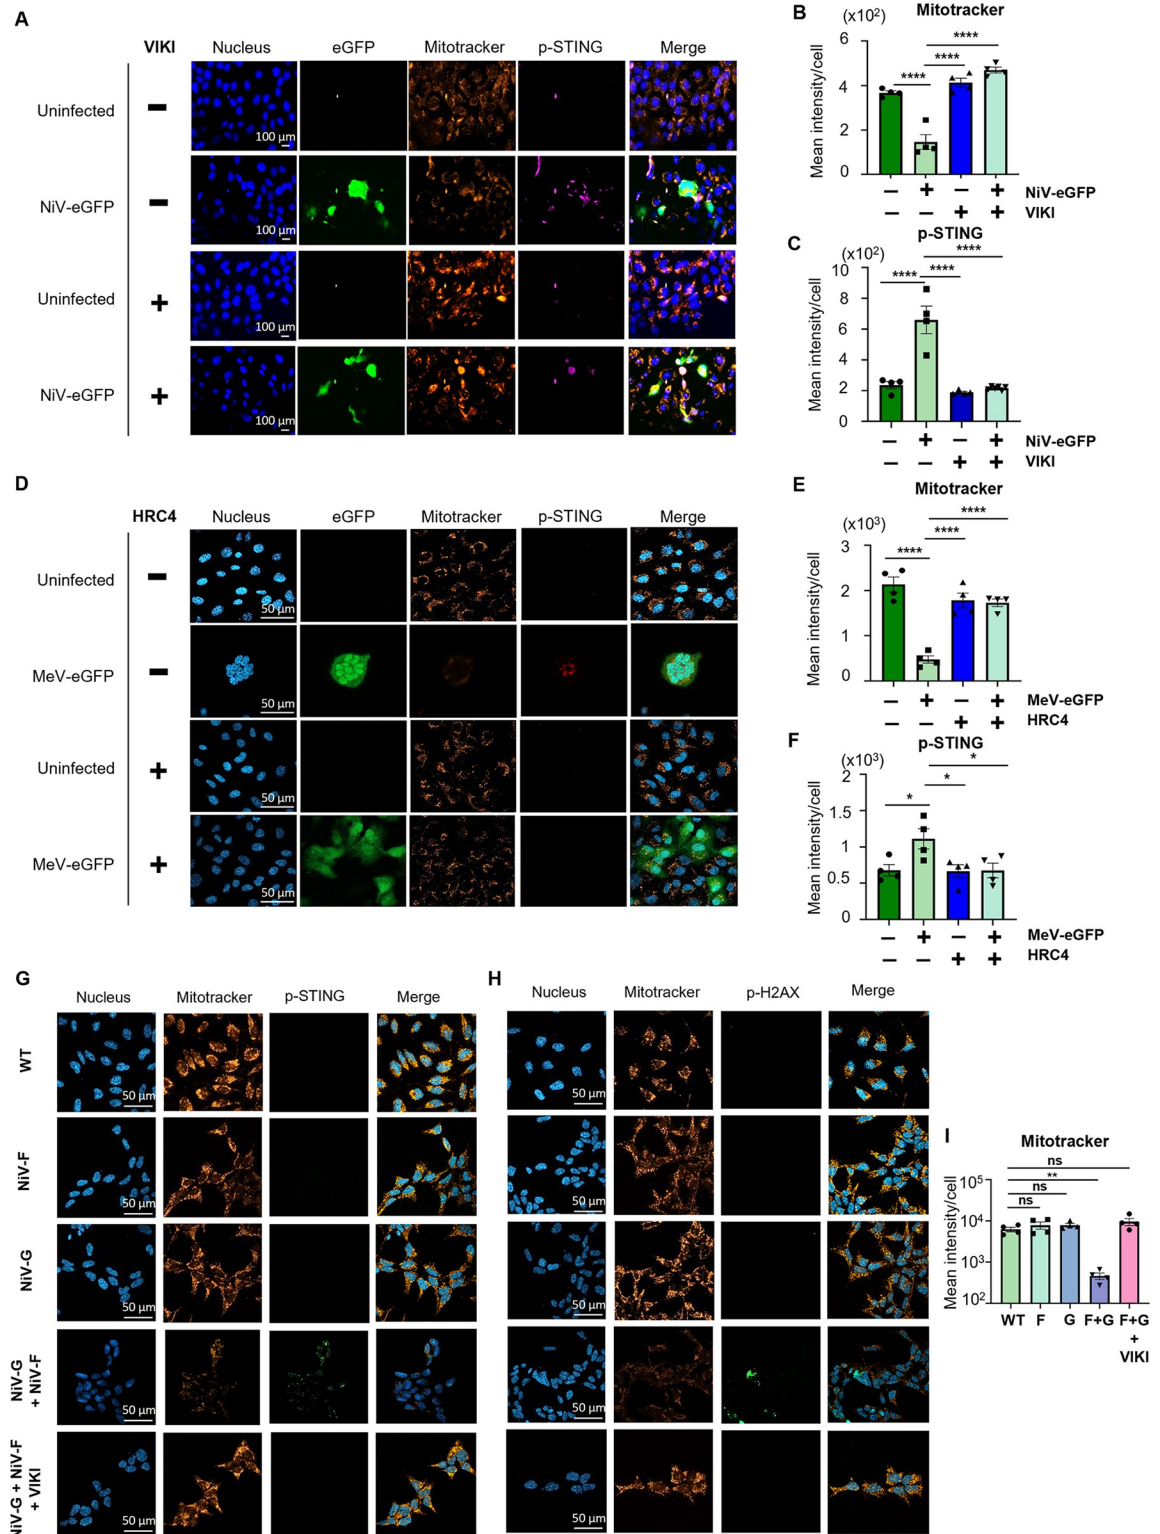 A
VIKI Nucleus eGFP Mitotracker p-STING Merge
Uninfected −
100 µm
NiV-eGFP −
100 µm
Uninfected +
100 µm
NiV-eGFP +
100 µm
B
(x10²) Mitotracker
Mean intensity/cell
6
4
2
0
**** **** ****
− + − + NiV-eGFP
− − + + VIKI
C
p-STING
(x10²)
Mean intensity/cell
10
8
6
4
2
0
**** **** ****
− + − + NiV-eGFP
− − + + VIKI
D
HRC4 Nucleus eGFP Mitotracker p-STING Merge
Uninfected −
50 µm
MeV-eGFP −
50 µm
Uninfected +
50 µm
MeV-eGFP +
50 µm
E
Mitotracker
(x10³)
Mean intensity/cell
3
2
1
0
**** **** ****
− + − + MeV-eGFP
− − + + HRC4
F
p-STING
(x10³)
Mean intensity/cell
2
1.5
1
0.5
0
* * *
− + − + MeV-eGFP
− − + + HRC4
G
Nucleus Mitotracker p-STING Merge
WT
50 µm
NiV-F
50 µm
NiV-G
50 µm
NiV-G
+ NiV-F
50 µm
NiV-G + NiV-F
+ VIKI
50 µm
H
Nucleus Mitotracker p-H2AX Merge
50 µm
50 µm
50 µm
50 µm
50 µm
I
Mitotracker
Mean intensity/cell
ns
**
ns
ns
10⁵
10⁴
10³
10²
WT F G F+G F+G
+
VIKI